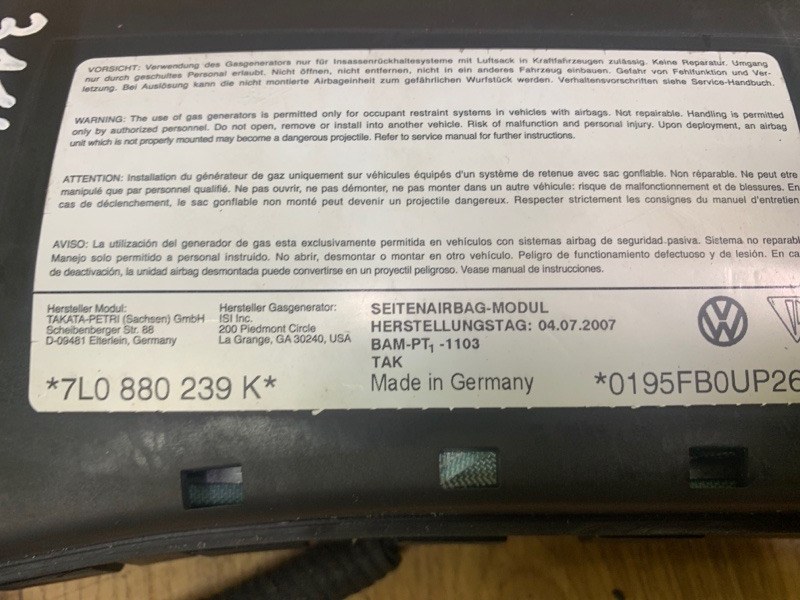 VORSICHT: Verwendung des Gasgenerators nur für Insassenrückhaltesysteme mit Luftsack in Kraftfahrzeugen zulässig. Keine Reparatur. Umgang
nur durch geschultes Personal erlaubt. Nicht öffnen, nicht entfernen, nicht in ein anderes Fahrzeug einbauen. Gefahr von Fehlfunktion und Ver-
letzung. Bei Auslösung kann die nicht montierte Airbageinheit zum gefährlichen Wurfstück werden. Verhaltensvorschriften siehe Service-Handbuch.
WARNING: The use of gas generators is permitted only for occupant restraint systems in vehicles with airbags. Not repairable. Handling is permitted
only by authorized personnel. Do not open, remove or install into another vehicle. Risk of malfunction and personal injury. Upon deployment, an airbag
unit which is not properly mounted may become a dangerous projectile. Refer to service manual for further instructions.
ATTENTION: Installation du générateur de gaz uniquement sur véhicules équipés d'un système de retenue avec sac gonflable. Non réparable. Ne peut etre
manipulé que par personnel qualifié. Ne pas ouvrir, ne pas démonter, ne pas monter dans un autre véhicule: risque de malfonctionnement et de blessures. En
cas de déclenchement, le sac gonflable non monté peut devenir un projectile dangereux. Respecter strictement les consignes du manuel d'entretien
AVISO: La utilización del generador de gas esta exclusivamente permitida en vehículos con sistemas airbag de seguridad pasiva. Sistema no reparabl
Manejo solo permitido a personal instruido. No abrir, desmontar o montar en otro vehículo. Peligro de funcionamiento defectuoso y de lesión. En ca
de deactivación, la unidad airbag desmontada puede convertirse en un proyectil peligroso. Vease manual de instrucciones.
Hersteller Modul: Hersteller Gasgenerator: SEITENAIRBAG-MODUL
TAKATA-PETRI (Sachsen) GmbH ISI Inc. HERSTELLUNGSTAG: 04.07.2007
Scheibenberger Str. 88 200 Piedmont Circle BAM-PT₁ -1103
D-09481 Elterlein, Germany La Grange, GA 30240, USA TAK
*7L0 880 239 K* Made in Germany *0195FB0UP26
VW